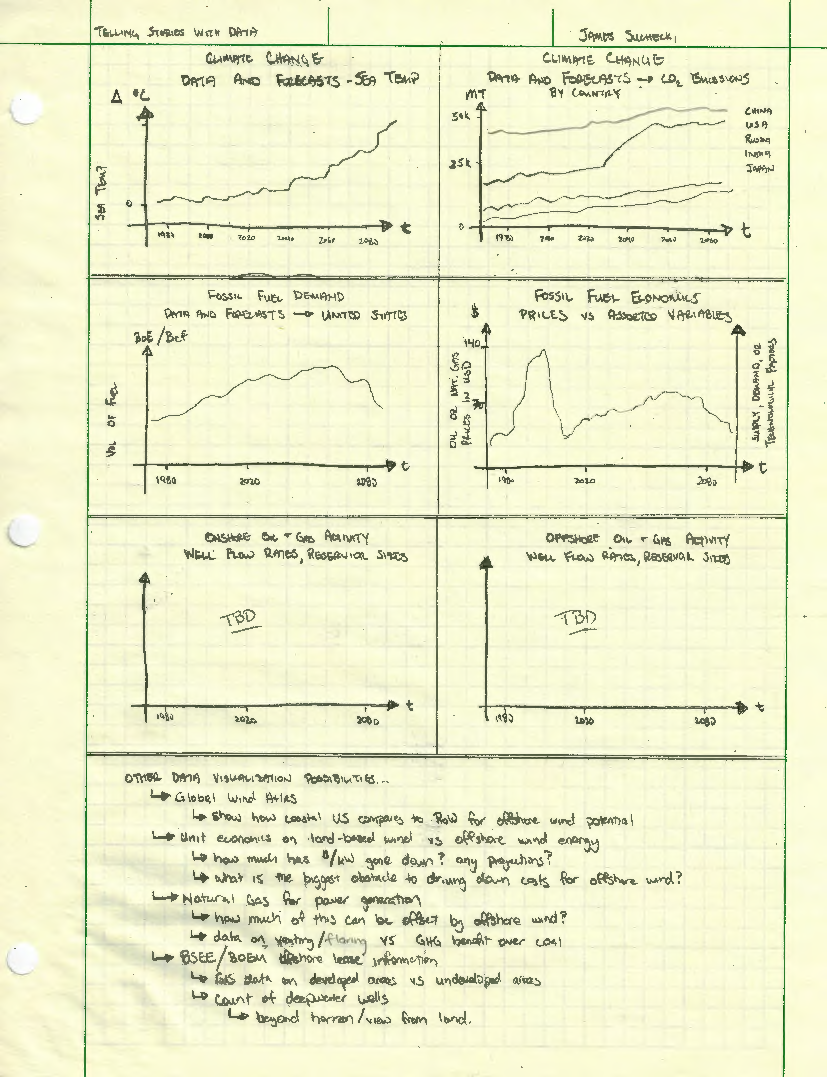 TELLING STORIES WITH DATA
JAMES SUCHECKI
CLIMATE CHANGE
DATA AND FORECASTS - SEA TEMP
Δ °C
SEA TEMP
0
1980 2000 2020 2040 2060 2080
t
CLIMATE CHANGE
DATA AND FORECASTS → CO2 EMISSIONS
BY COUNTRY
MT
50k
25k
0
CHINA
USA
RUSSIA
INDIA
JAPAN
1980 2000 2020 2040 2060 2080
t
FOSSIL FUEL DEMAND
DATA AND FORECASTS → UNITED STATES
BOE/Bcf
VOL OF FUEL
1980 2020 2080
t
FOSSIL FUEL ECONOMICS
PRICES VS ASSORTED VARIABLES
$
140
70
OIL OR NAT. GAS
PRICES IN USD
SUPPLY, DEMAND, OR
1980 2020 2080
t
ONSHORE OIL + GAS ACTIVITY
WELL FLOW RATES, RESERVIOR SIZES
TBD
1980 2020 2080
t
OFFSHORE OIL + GAS ACTIVITY
WELL FLOW RATES, RESERVOIR SIZES
TBD
1980 2020 2080
t
OTHER DATA VISUALIZATION POSSIBILITIES...
↳ Global Wind Atlas
↳ Show how coastal US compares to RoW for offshore wind potential
↳ Unit economics on land-based wind vs offshore wind energy
↳ how much has $/kW gone down? any projections?
↳ what is the biggest obstacle to driving down costs for offshore wind?
↳ Natural Gas for power generation
↳ how much of this can be offset by offshore wind?
↳ data on venting/flaring vs GHG benefit over coal
↳ BSEE/BOEM offshore lease information
↳ GIS data on developed areas vs undeveloped areas
↳ Count of deepwater wells
↳ beyond horizon/view from land.